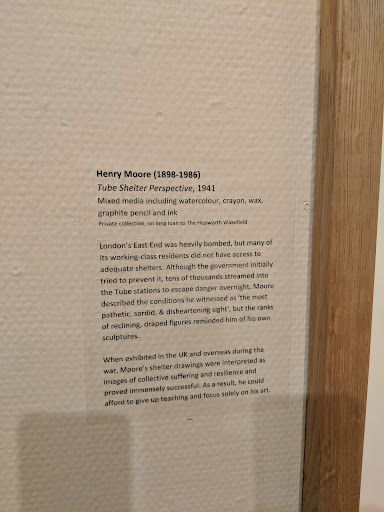 Henry Moore (1898-1986)
Tube Shelter Perspective, 1941
Mixed media including watercolour, crayon, wax,
graphite pencil and ink
Private collection, on long loan to The Hepworth Wakefield
London's East End was heavily bombed, but many of
its working-class residents did not have access to
adequate shelters. Although the government initially
tried to prevent it, tens of thousands streamed into
the Tube stations to escape danger overnight. Moore
described the conditions he witnessed as 'the most
pathetic, sordid, & disheartening sight', but the ranks
of reclining, draped figures reminded him of his own
sculptures.
When exhibited in the UK and overseas during the
war, Moore's shelter drawings were interpreted as
images of collective suffering and resilience and
proved immensely successful. As a result, he could
afford to give up teaching and focus solely on his art.